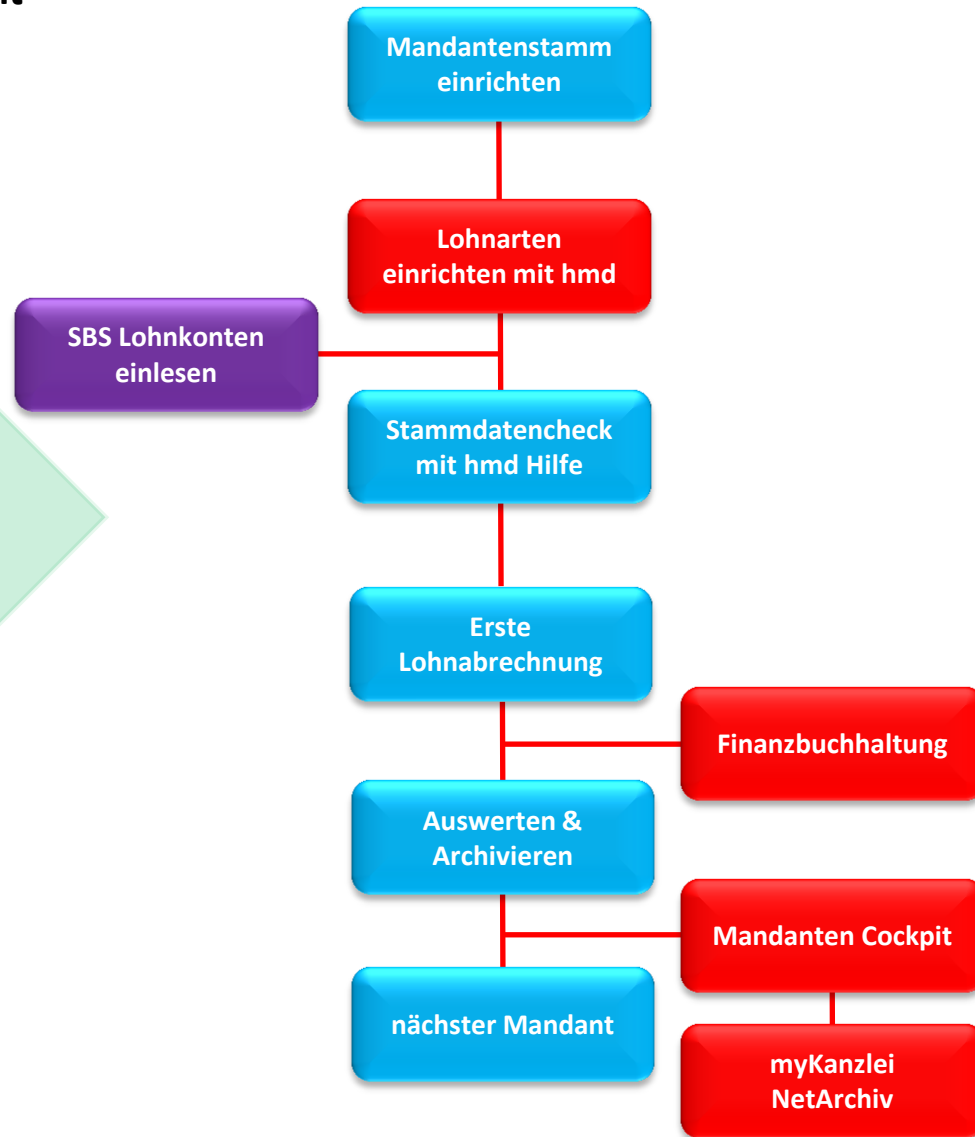 Mandantenstamm
einrichten
Lohnarten
einrichten mit hmd
SBS Lohnkonten
einlesen
Stammdatencheck
mit hmd Hilfe
Erste
Lohnabrechnung
Finanzbuchhaltung
Auswerten &
Archivieren
Mandanten Cockpit
nächster Mandant
myKanzlei
NetArchiv